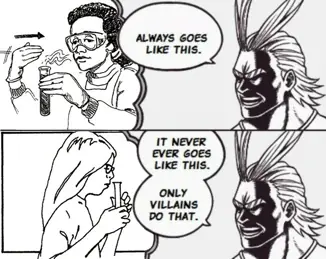 ALWAYS GOES
LIKE THIS.
IT NEVER
EVER GOES
LIKE THIS.
ONLY
VILLAINS
DO THAT.